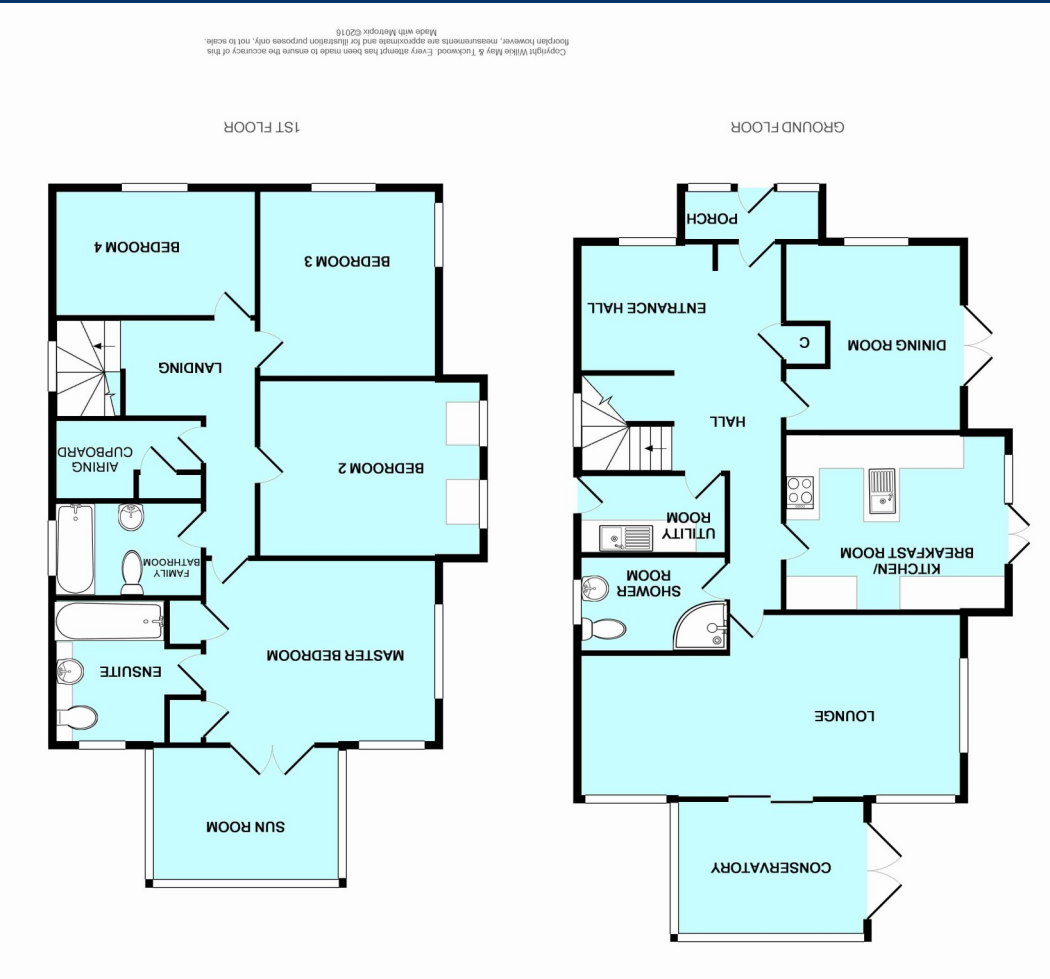 CONSERVATORY
LOUNGE
KITCHEN/
BREAKFAST ROOM
SHOWER
ROOM
UTILITY
ROOM
HALL
DINING ROOM
C
ENTRANCE HALL
PORCH
GROUND FLOOR
SUN ROOM
MASTER BEDROOM
ENSUITE
FAMILY
BATHROOM
BEDROOM 2
AIRING
CUPBOARD
LANDING
BEDROOM 3
BEDROOM 4
1ST FLOOR
Copyright Wilkie May & Tuckwood. Every attempt has been made to ensure the accuracy of this
floorplan however, measurements are approximate and for illustration purposes only, not to scale.
Made with Metropix ©2016